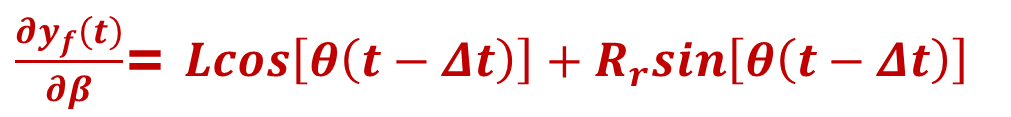 ∂y_f(t)/∂β = Lcos[θ(t − Δt)] + R_r sin[θ(t − Δt)]